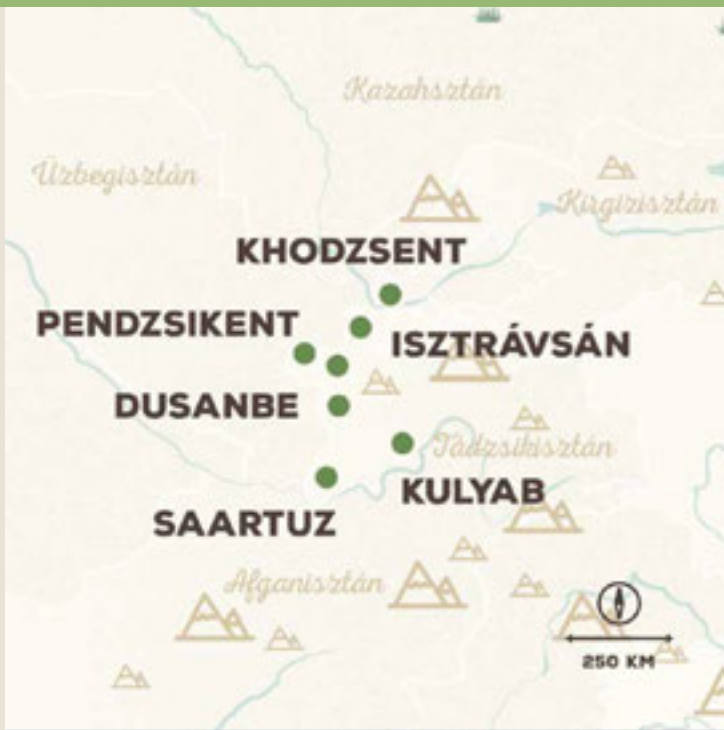 Kazahsztán
Üzbegisztán
Kirgizisztán
KHODZSENT
PENDZSIKENT
ISZTRÁVSÁN
DUSANBE
Tádzsikisztán
KULYAB
SAARTUZ
Afganisztán
250 KM